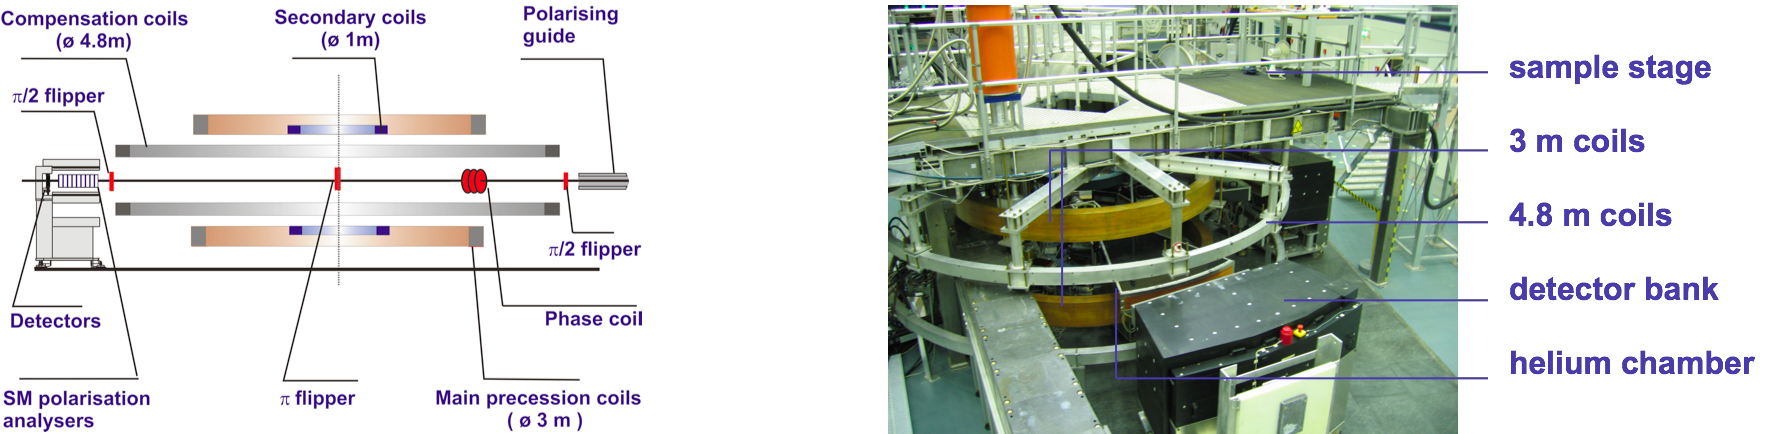 Compensation coils
(ø 4.8m)
Secondary coils
(ø 1m)
Polarising
guide
π/2 flipper
π/2 flipper
Detectors
Phase coil
SM polarisation
analysers
π flipper
Main precession coils
( ø 3 m )
sample stage
3 m coils
4.8 m coils
detector bank
helium chamber